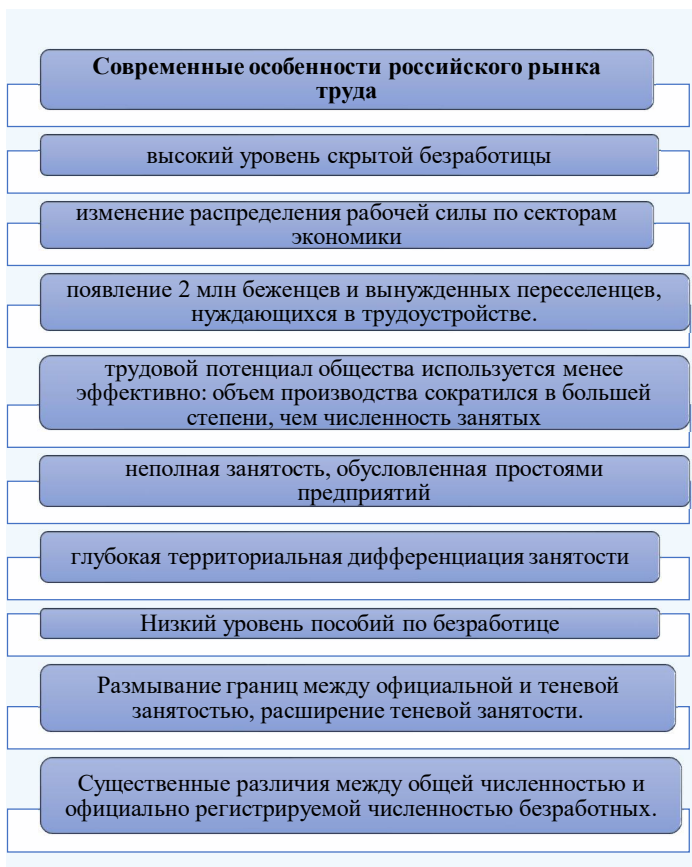 Современные особенности российского рынка
труда
высокий уровень скрытой безработицы
изменение распределения рабочей силы по секторам
экономики
появление 2 млн беженцев и вынужденных переселенцев,
нуждающихся в трудоустройстве.
трудовой потенциал общества используется менее
эффективно: объем производства сократился в большей
степени, чем численность занятых
неполная занятость, обусловленная простоями
предприятий
глубокая территориальная дифференциация занятости
Низкий уровень пособий по безработице
Размывание границ между официальной и теневой
занятостью, расширение теневой занятости.
Существенные различия между общей численностью и
официально регистрируемой численностью безработных.